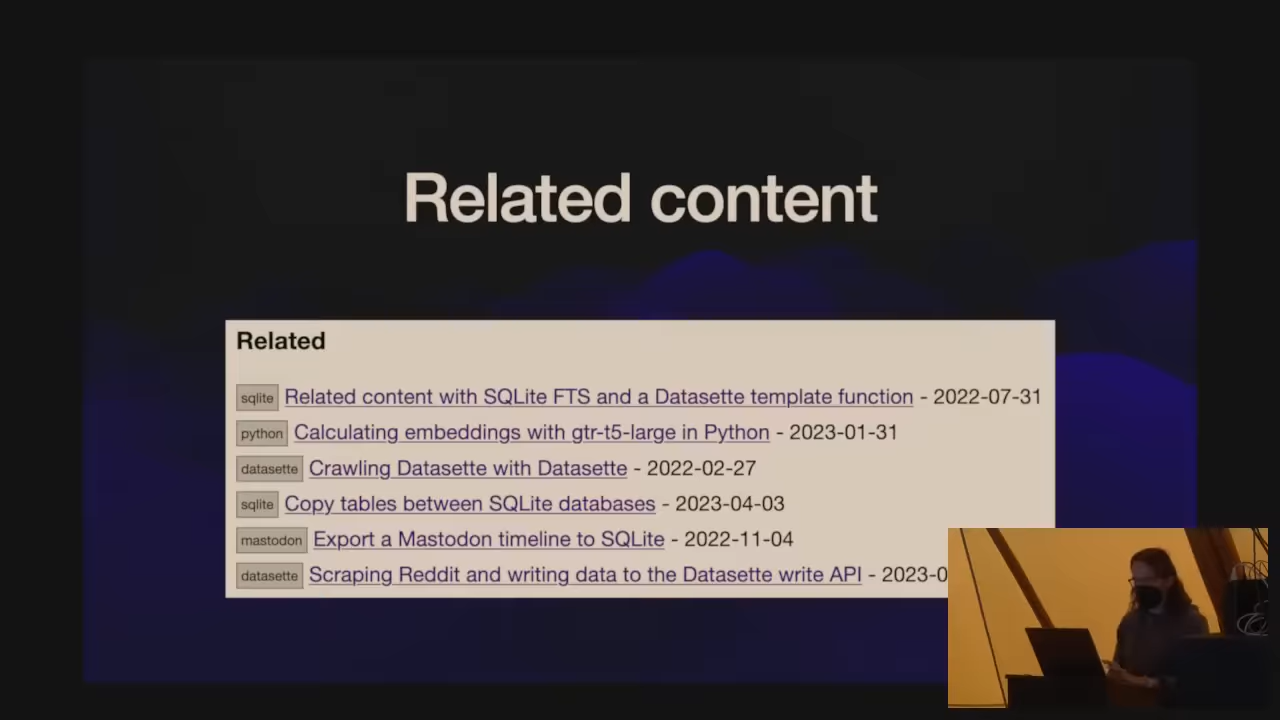 Related content
Related
sqlite Related content with SQLite FTS and a Datasette template function - 2022-07-31
python Calculating embeddings with gtr-t5-large in Python - 2023-01-31
datasette Crawling Datasette with Datasette - 2022-02-27
sqlite Copy tables between SQLite databases - 2023-04-03
mastodon Export a Mastodon timeline to SQLite - 2022-11-04
datasette Scraping Reddit and writing data to the Datasette write API - 2023-0